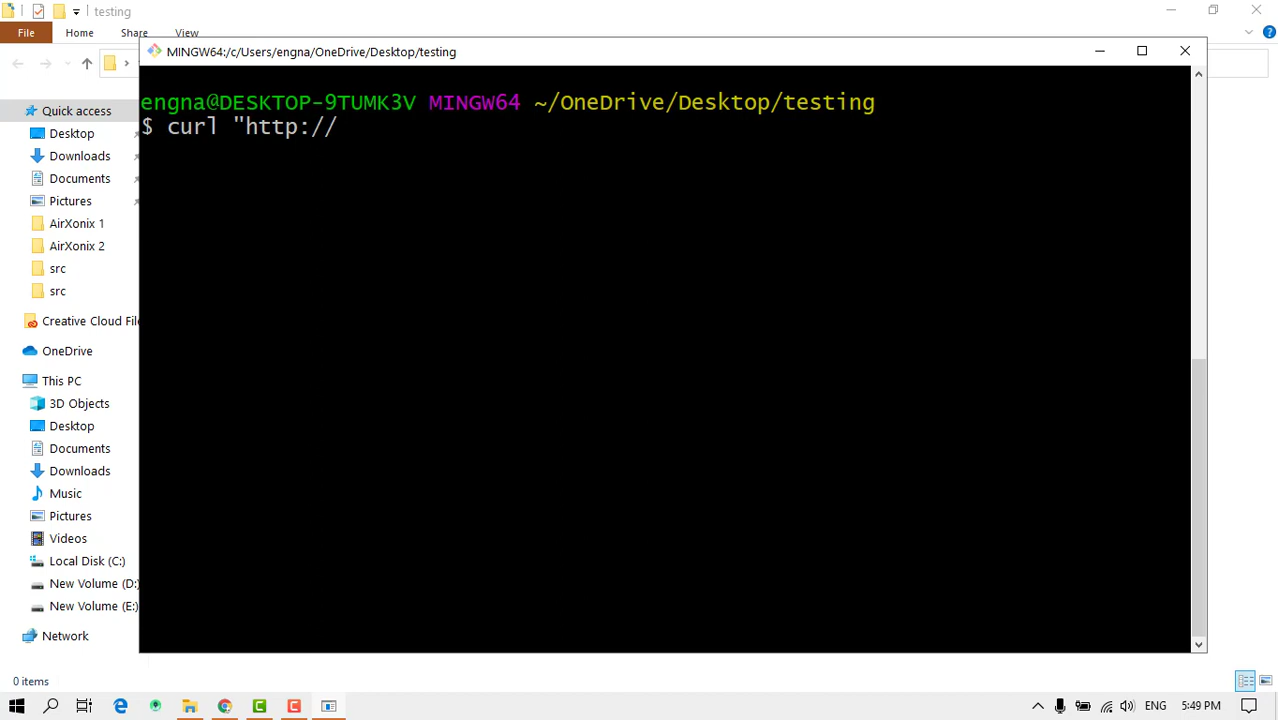 testing
File
Home
Share
View
MINGW64:/c/Users/engna/OneDrive/Desktop/testing
engna@DESKTOP-9TUMK3V MINGW64 ~/OneDrive/Desktop/testing
$ curl "http://
Quick access
Desktop
Downloads
Documents
Pictures
AirXonix 1
AirXonix 2
src
src
Creative Cloud Fil
OneDrive
This PC
3D Objects
Desktop
Documents
Downloads
Music
Pictures
Videos
Local Disk (C:)
New Volume (D:)
New Volume (E:)
Network
0 items
ENG
5:49 PM